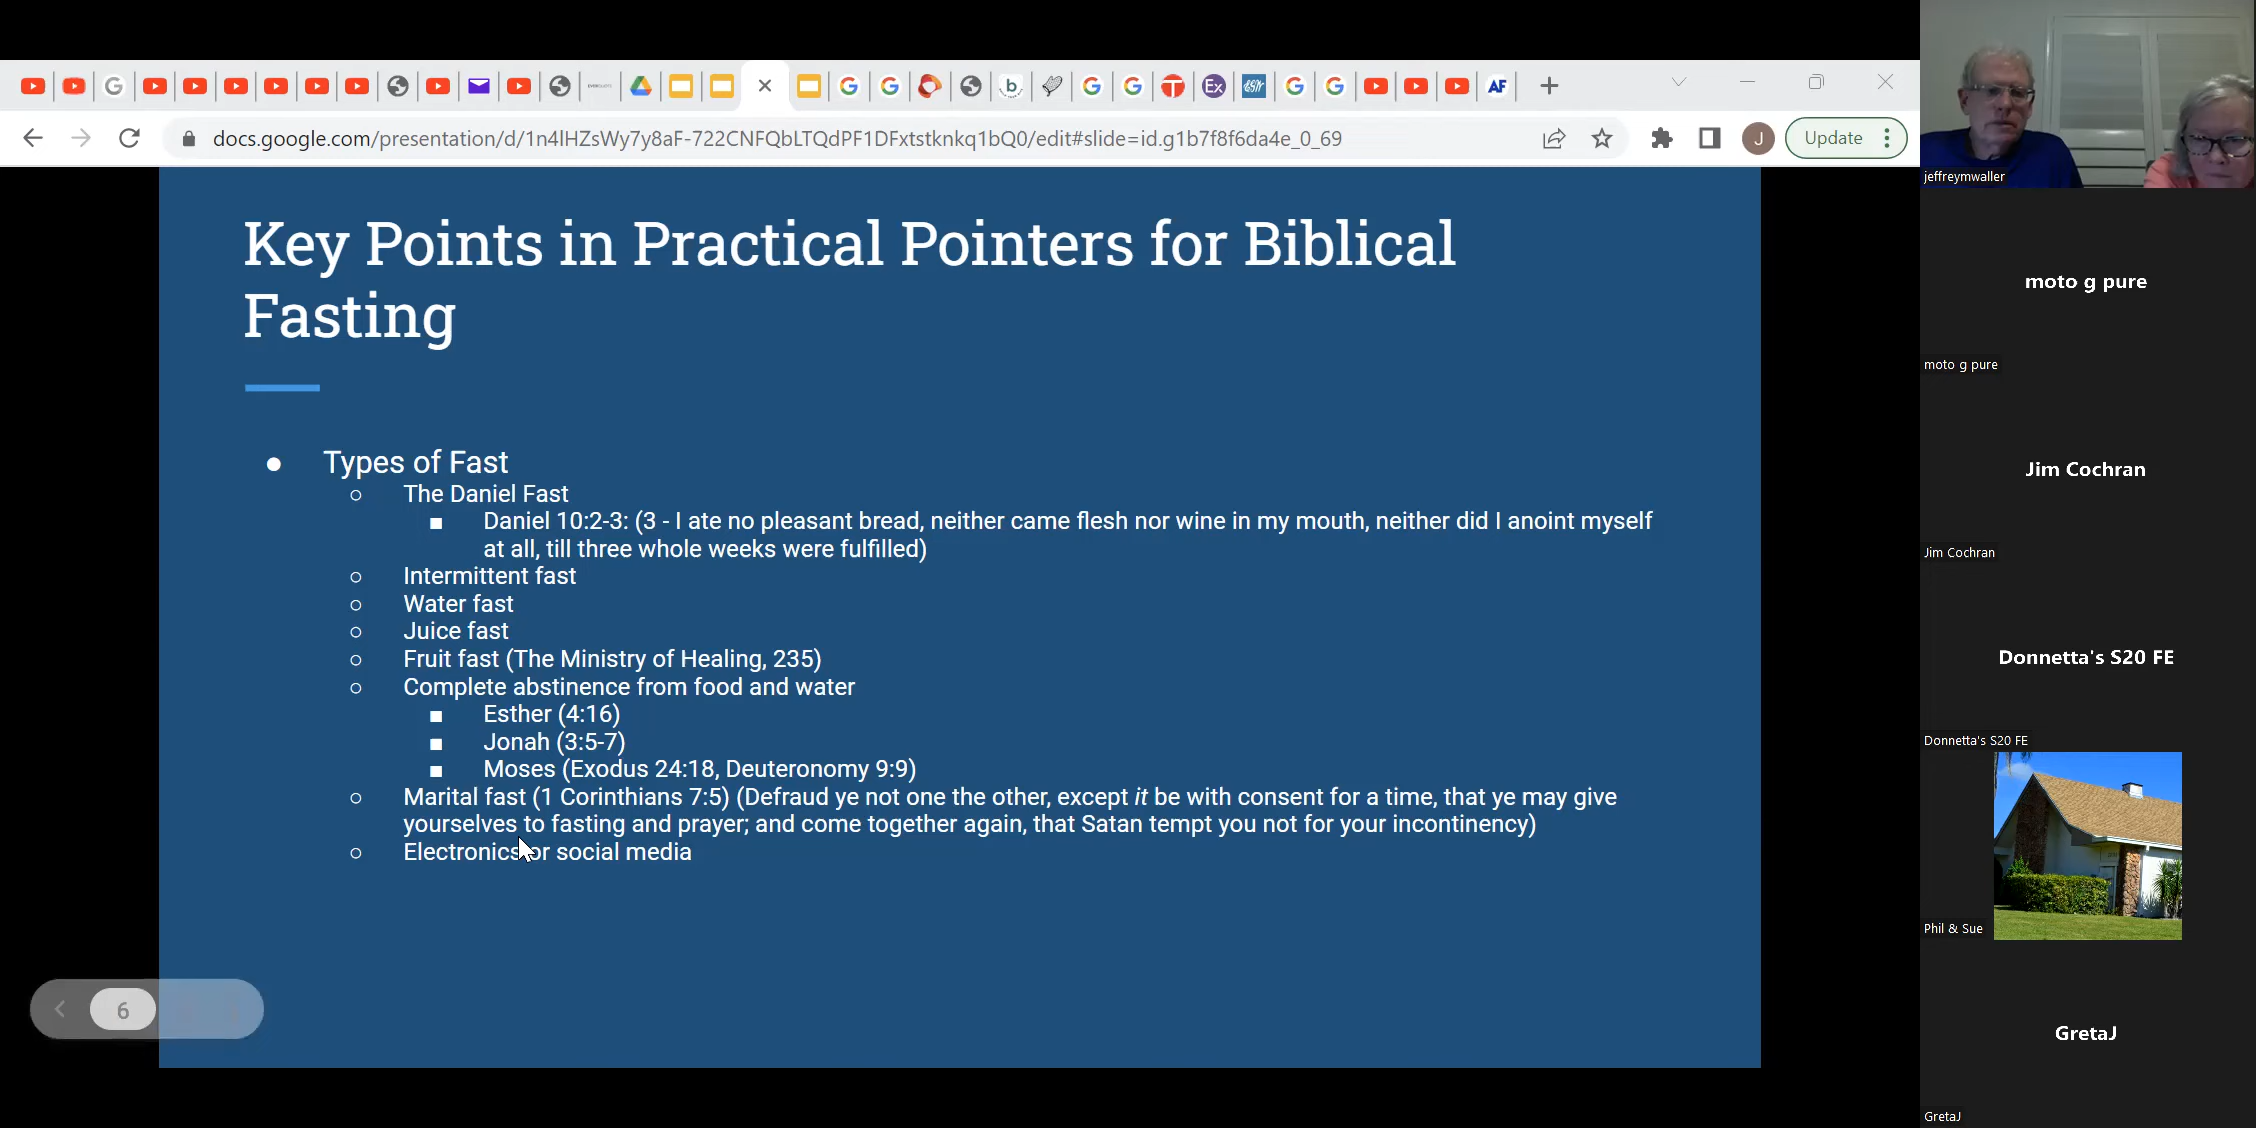 docs.google.com/presentation/d/1n4lHZsWy7y8aF-722CNFQbLTQdPF1DFxtstknkq1bQ0/edit#slide=id.g1b7f8f6da4e_0_69
J
Update
b
Ex
AF
Key Points in Practical Pointers for Biblical
Fasting
● Types of Fast
○ The Daniel Fast
■ Daniel 10:2-3: (3 - I ate no pleasant bread, neither came flesh nor wine in my mouth, neither did I anoint myself
at all, till three whole weeks were fulfilled)
○ Intermittent fast
○ Water fast
○ Juice fast
○ Fruit fast (The Ministry of Healing, 235)
○ Complete abstinence from food and water
■ Esther (4:16)
■ Jonah (3:5-7)
■ Moses (Exodus 24:18, Deuteronomy 9:9)
○ Marital fast (1 Corinthians 7:5) (Defraud ye not one the other, except it be with consent for a time, that ye may give
yourselves to fasting and prayer; and come together again, that Satan tempt you not for your incontinency)
○ Electronics or social media
6
jeffreymwaller
moto g pure
moto g pure
Jim Cochran
Jim Cochran
Donnetta's S20 FE
Donnetta's S20 FE
Phil & Sue
GretaJ
GretaJ